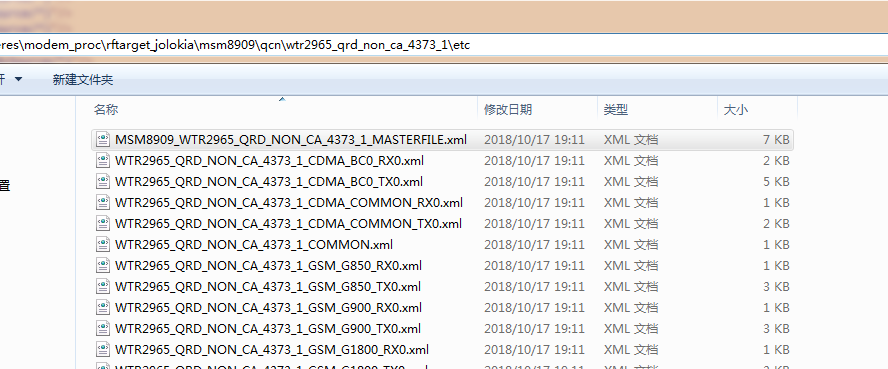 eres\modem_proc\rftarget_jolokia\msm8909\qcn\wtr2965_qrd_non_ca_4373_1\etc
新建文件夹
名称 修改日期 类型 大小
MSM8909_WTR2965_QRD_NON_CA_4373_1_MASTERFILE.xml 2018/10/17 19:11 XML 文档 7 KB
WTR2965_QRD_NON_CA_4373_1_CDMA_BC0_RX0.xml 2018/10/17 19:11 XML 文档 2 KB
置 WTR2965_QRD_NON_CA_4373_1_CDMA_BC0_TX0.xml 2018/10/17 19:11 XML 文档 5 KB
WTR2965_QRD_NON_CA_4373_1_CDMA_COMMON_RX0.xml 2018/10/17 19:11 XML 文档 1 KB
WTR2965_QRD_NON_CA_4373_1_CDMA_COMMON_TX0.xml 2018/10/17 19:11 XML 文档 2 KB
WTR2965_QRD_NON_CA_4373_1_COMMON.xml 2018/10/17 19:11 XML 文档 1 KB
WTR2965_QRD_NON_CA_4373_1_GSM_G850_RX0.xml 2018/10/17 19:11 XML 文档 1 KB
WTR2965_QRD_NON_CA_4373_1_GSM_G850_TX0.xml 2018/10/17 19:11 XML 文档 3 KB
WTR2965_QRD_NON_CA_4373_1_GSM_G900_RX0.xml 2018/10/17 19:11 XML 文档 1 KB
WTR2965_QRD_NON_CA_4373_1_GSM_G900_TX0.xml 2018/10/17 19:11 XML 文档 3 KB
WTR2965_QRD_NON_CA_4373_1_GSM_G1800_RX0.xml 2018/10/17 19:11 XML 文档 1 KB